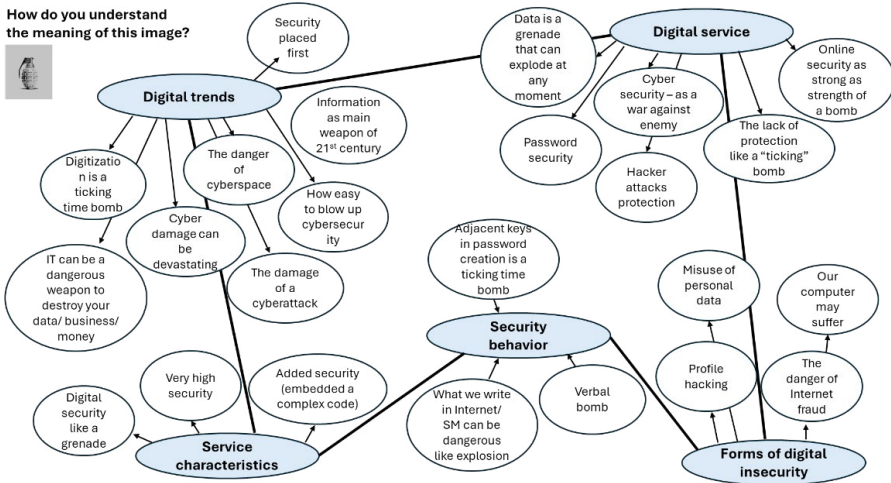 How do you understand
the meaning of this image?
Security
placed
first
Digital trends
Information
as main
weapon of
21st century
Digitizatio
n is a
ticking
time bomb
The danger
of
cyberspace
How easy
to blow up
cybersecur
ity
Cyber
damage can
be
devastating
IT can be a
dangerous
weapon to
destroy your
data/ business/
money
The damage
of a
cyberattack
Data is a
grenade that
can
explode at
any
moment
Digital service
Online
security as
strong as
strength of
a bomb
Cyber
security – as a
war against
enemy
Password
security
The lack of
protection
like a “ticking”
bomb
Hacker
attacks
protection
Adjacent keys
in password
creation is a
ticking time
bomb
Security
behavior
What we write
in Internet/
SM can be
dangerous
like explosion
Verbal
bomb
Misuse of
personal
data
Our
computer
may
suffer
Profile
hacking
The
danger of
Internet
fraud
Forms of digital
insecurity
Digital
security
like a
grenade
Very high
security
Added security
(embedded a
complex code)
Service
characteristics